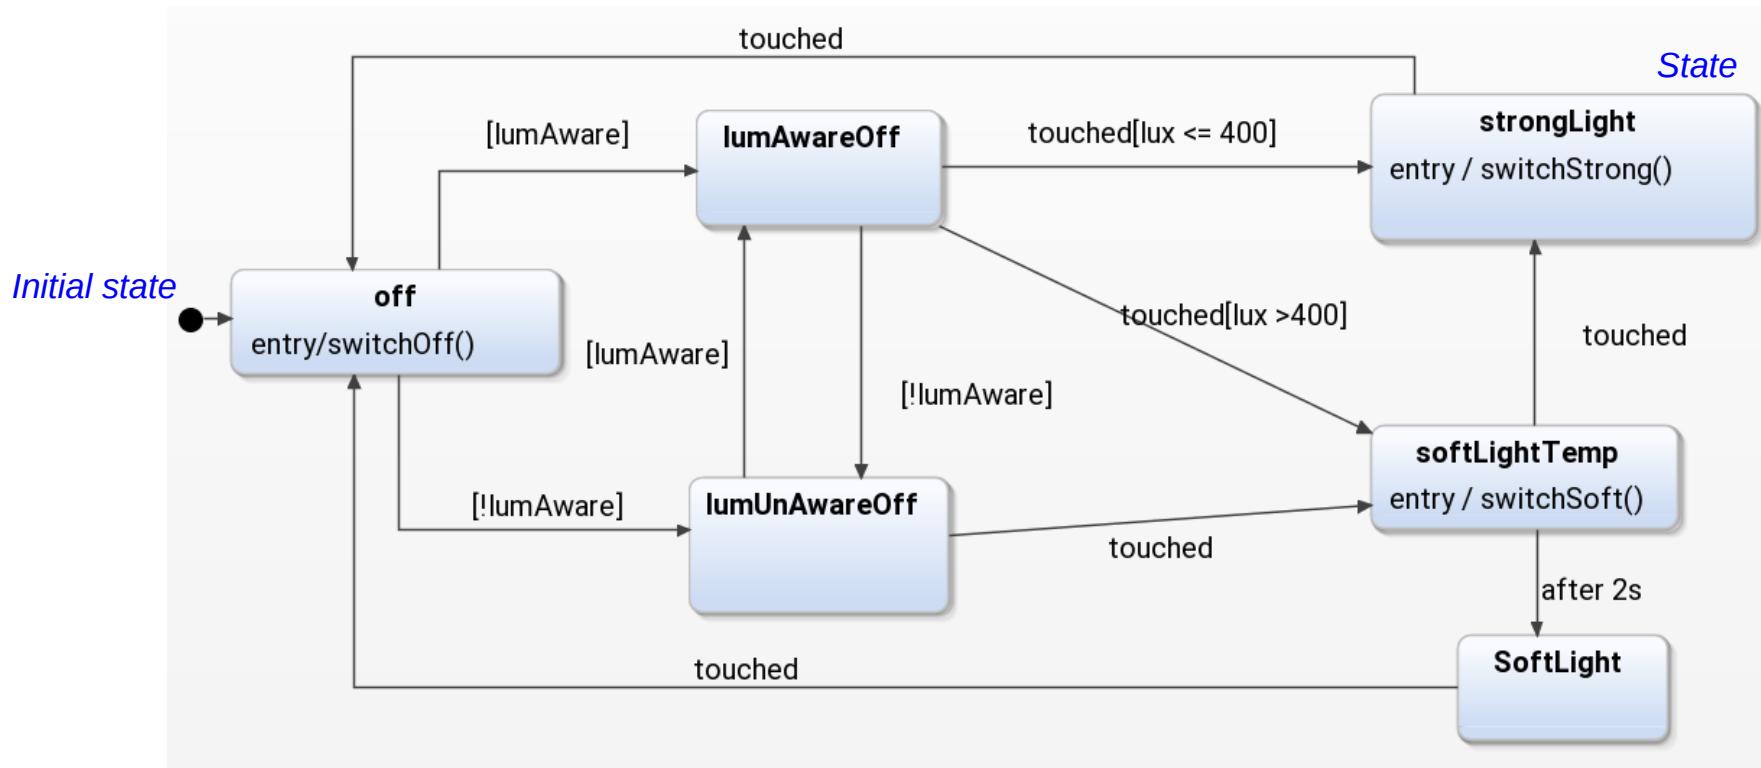 touched
State
[lumAware]
lumAwareOff
touched[lux <= 400]
strongLight
entry / switchStrong()
Initial state
off
entry/switchOff()
[lumAware]
touched[lux >400]
touched
[!lumAware]
softLightTemp
entry / switchSoft()
[!lumAware]
lumUnAwareOff
touched
after 2s
touched
SoftLight